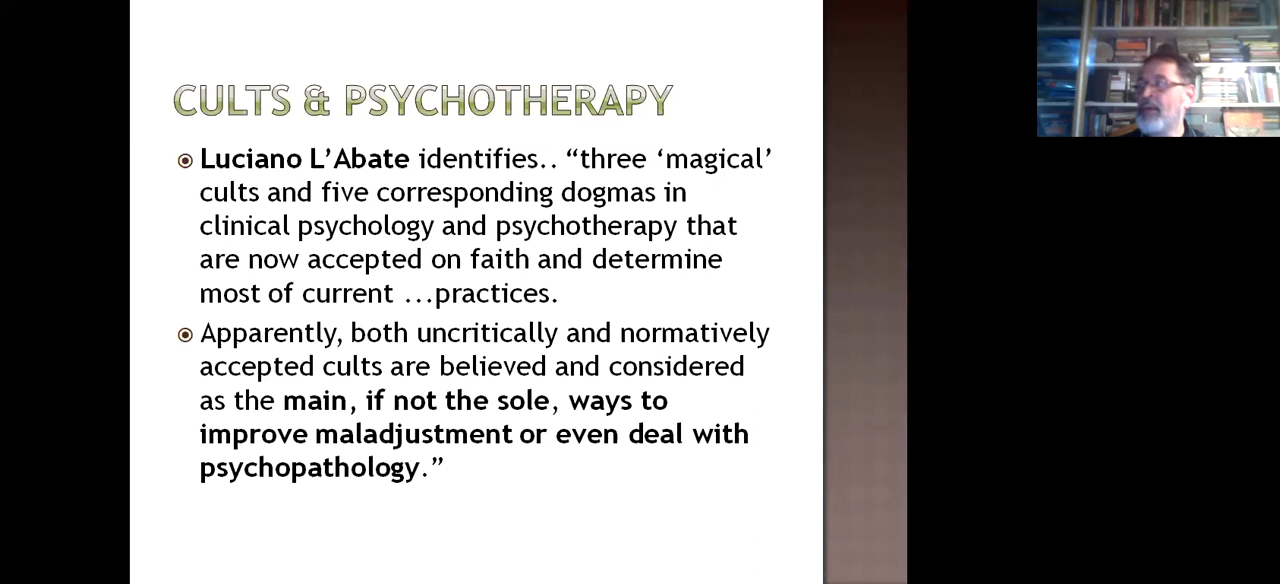 CULTS & PSYCHOTHERAPY
Luciano L’Abate identifies.. “three ‘magical’
cults and five corresponding dogmas in
clinical psychology and psychotherapy that
are now accepted on faith and determine
most of current ...practices.
Apparently, both uncritically and normatively
accepted cults are believed and considered
as the main, if not the sole, ways to
improve maladjustment or even deal with
psychopathology.”